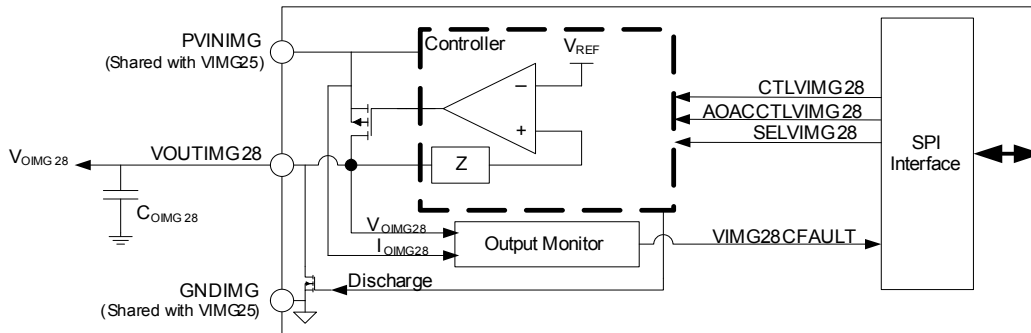 PVINIMG
(Shared with VIMG25)
Controller
VREF
−
+
Z
CTLVIMG28
AOACCTLVIMG28
SELVIMG28
SPI
Interface
VOIMG28
VOUTIMG28
COIMG28
VOIMG28
IOIMG28
Output Monitor
VIMG28CFAULT
Discharge
GNDIMG
(Shared with VIMG25)